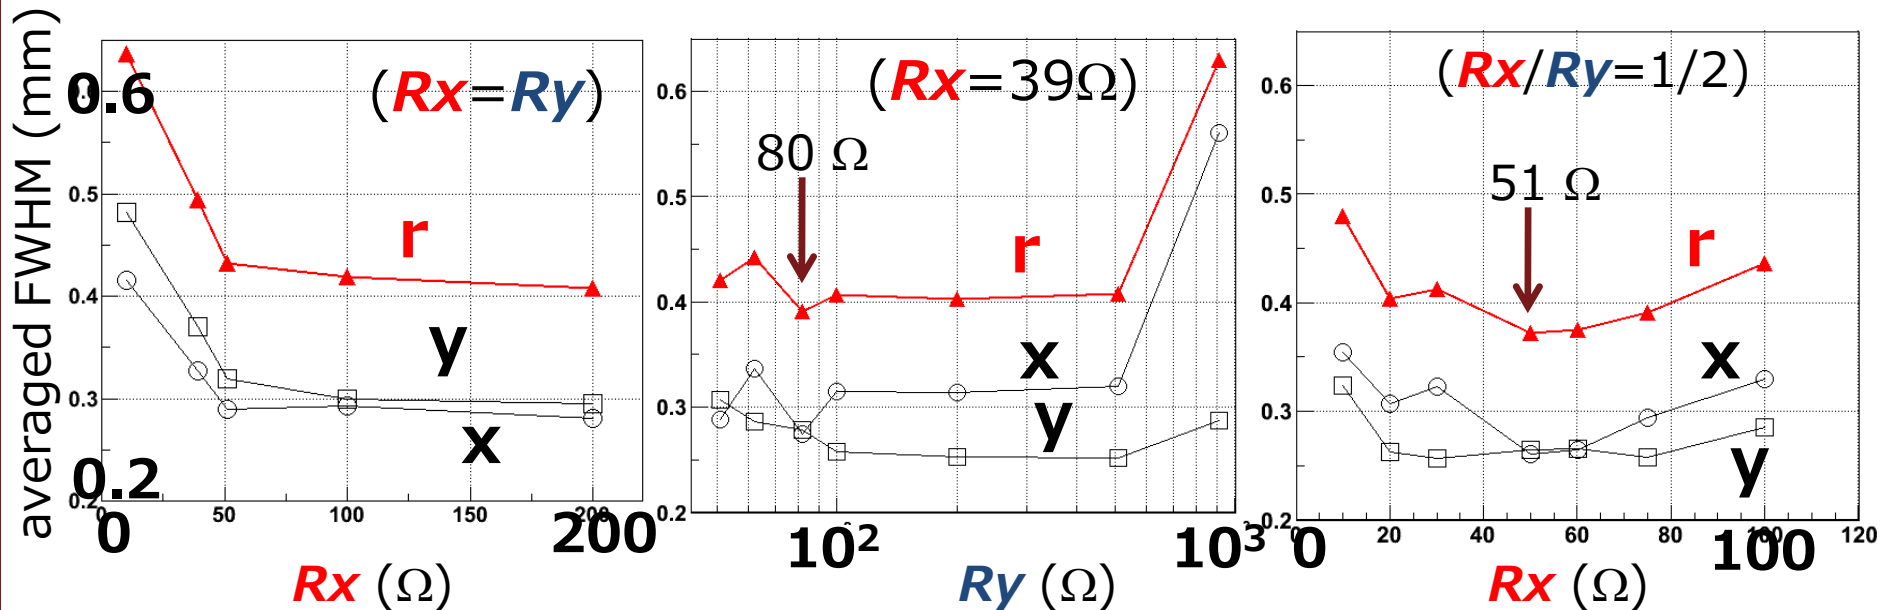 averaged FWHM (mm)
(Rx=Ry)
0.6
0.5
0.4
0.3
0.2
0.2
r
y
x
0
50
100
150
200
200
Rx (Ω)
(Rx=39Ω)
80 Ω
0.6
0.5
0.4
0.3
0.2
r
x
y
10²
10³
Ry (Ω)
(Rx/Ry=1/2)
51 Ω
0.6
0.5
0.4
0.3
0.2
r
x
y
0
20
40
60
80
100
120
Rx (Ω)